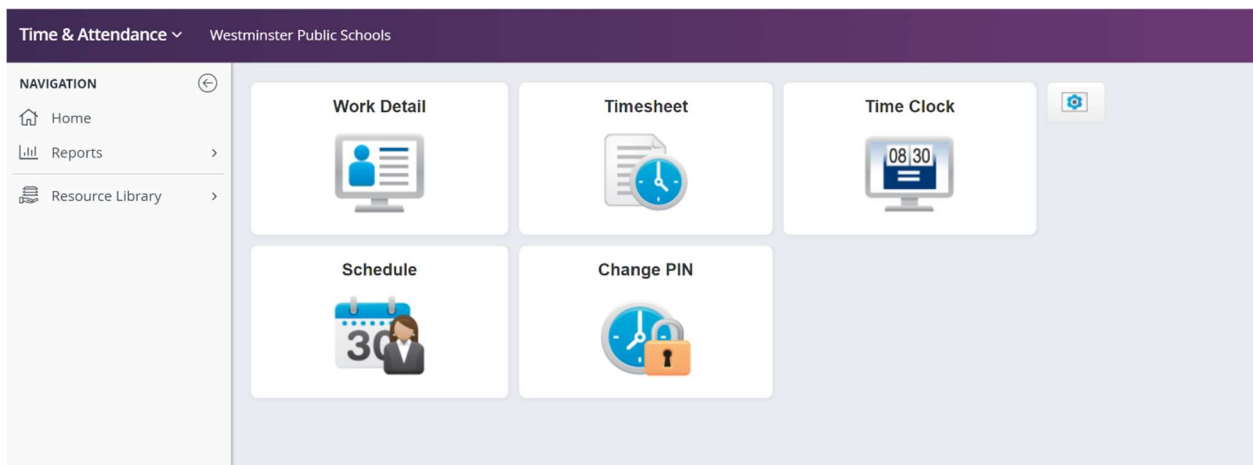 Time & Attendance Westminster Public Schools
NAVIGATION
Home
Reports
Resource Library
Work Detail
Timesheet
Time Clock
08 30
Schedule
30
Change PIN